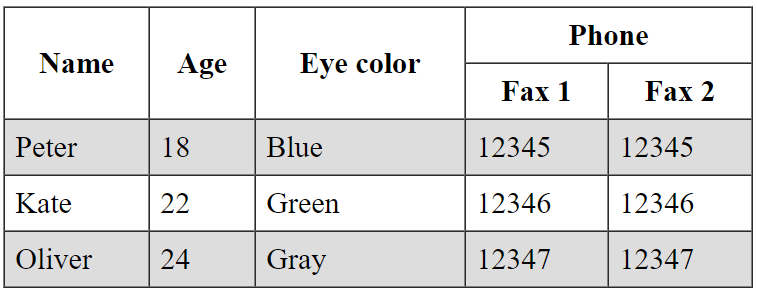 Name Age Eye color Phone
Fax 1 Fax 2
Peter 18 Blue 12345 12345
Kate 22 Green 12346 12346
Oliver 24 Gray 12347 12347